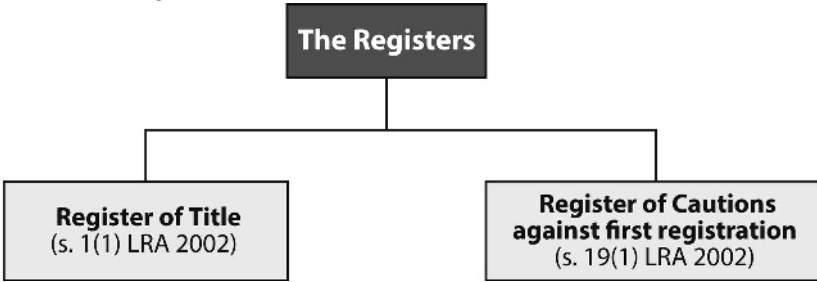 The Registers
Register of Title
(s. 1(1) LRA 2002)
Register of Cautions
against first registration
(s. 19(1) LRA 2002)